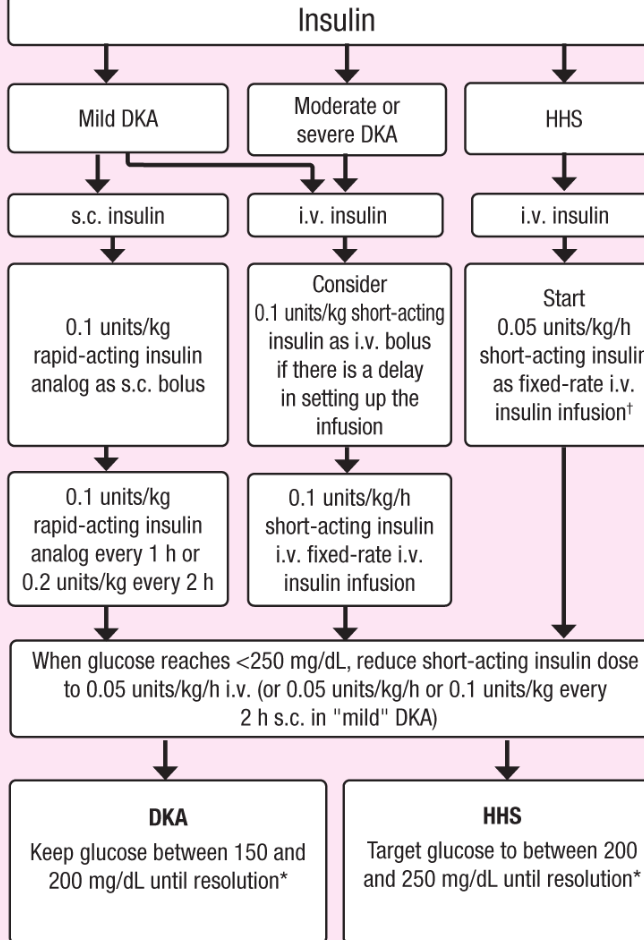 Insulin
Mild DKA
Moderate or
severe DKA
HHS
s.c. insulin
i.v. insulin
i.v. insulin
0.1 units/kg
rapid-acting insulin
analog as s.c. bolus
Consider
0.1 units/kg short-acting
insulin as i.v. bolus
if there is a delay
in setting up the
infusion
Start
0.05 units/kg/h
short-acting insulin
as fixed-rate i.v.
insulin infusion†
0.1 units/kg
rapid-acting insulin
analog every 1 h or
0.2 units/kg every 2 h
0.1 units/kg/h
short-acting insulin
i.v. fixed-rate i.v.
insulin infusion
When glucose reaches <250 mg/dL, reduce short-acting insulin dose
to 0.05 units/kg/h i.v. (or 0.05 units/kg/h or 0.1 units/kg every
2 h s.c. in "mild" DKA)
DKA
Keep glucose between 150 and
200 mg/dL until resolution*
HHS
Target glucose to between 200
and 250 mg/dL until resolution*